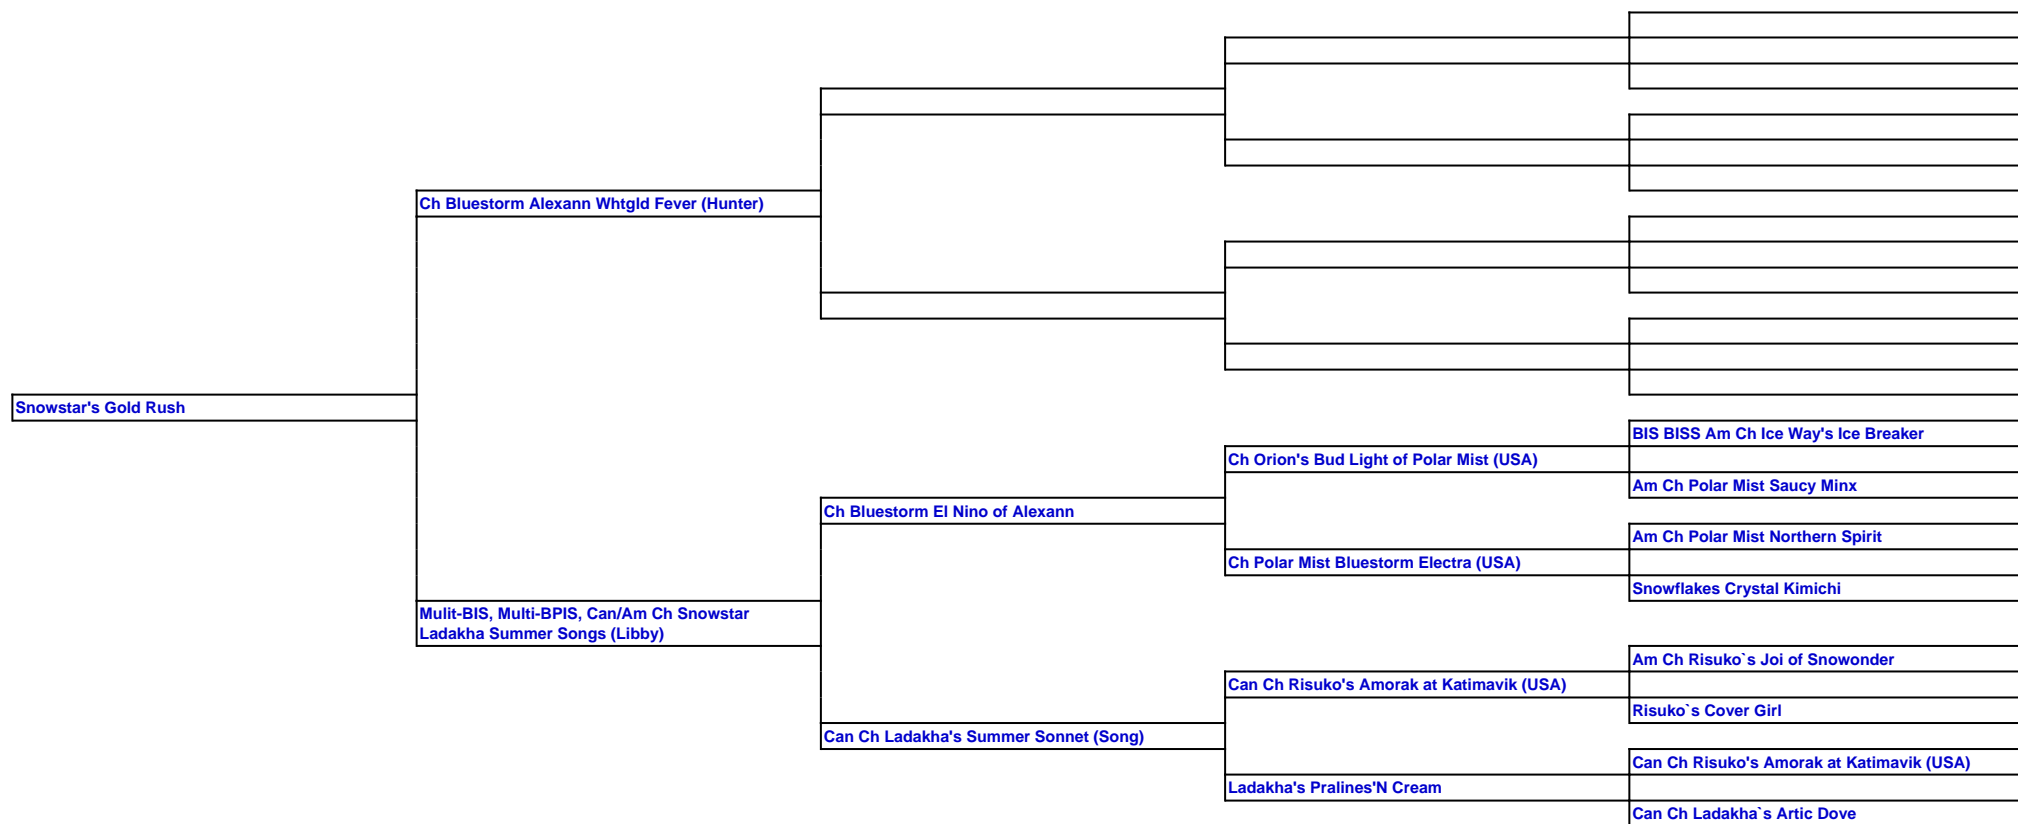 Ch Bluestorm Alexann Whtgld Fever (Hunter)
Snowstar's Gold Rush
BIS BISS Am Ch Ice Way's Ice Breaker
Ch Orion's Bud Light of Polar Mist (USA)
Am Ch Polar Mist Saucy Minx
Ch Bluestorm El Nino of Alexann
Am Ch Polar Mist Northern Spirit
Ch Polar Mist Bluestorm Electra (USA)
Snowflakes Crystal Kimichi
Mulit-BIS, Multi-BPIS, Can/Am Ch Snowstar
Ladakha Summer Songs (Libby)
Am Ch Risuko`s Joi of Snowonder
Can Ch Risuko's Amorak at Katimavik (USA)
Risuko`s Cover Girl
Can Ch Ladakha's Summer Sonnet (Song)
Can Ch Risuko's Amorak at Katimavik (USA)
Ladakha's Pralines'N Cream
Can Ch Ladakha`s Artic Dove